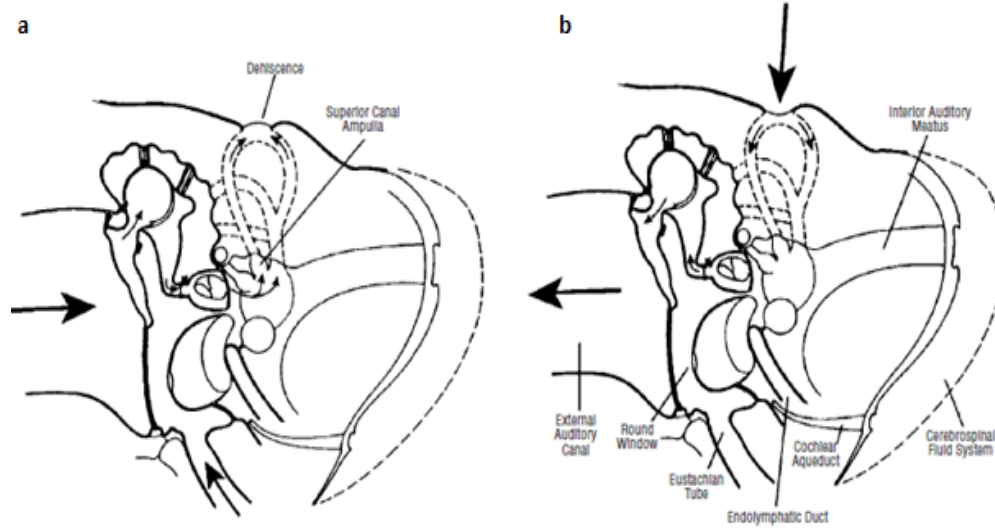 a
Dehiscence
Superior Canal
Ampulla
b
Interior Auditory
Meatus
External
Auditory
Canal
Round
Window
Eustachian
Tube
Cochlear
Aqueduct
Endolymphatic Duct
Cerebrospinal
Fluid System